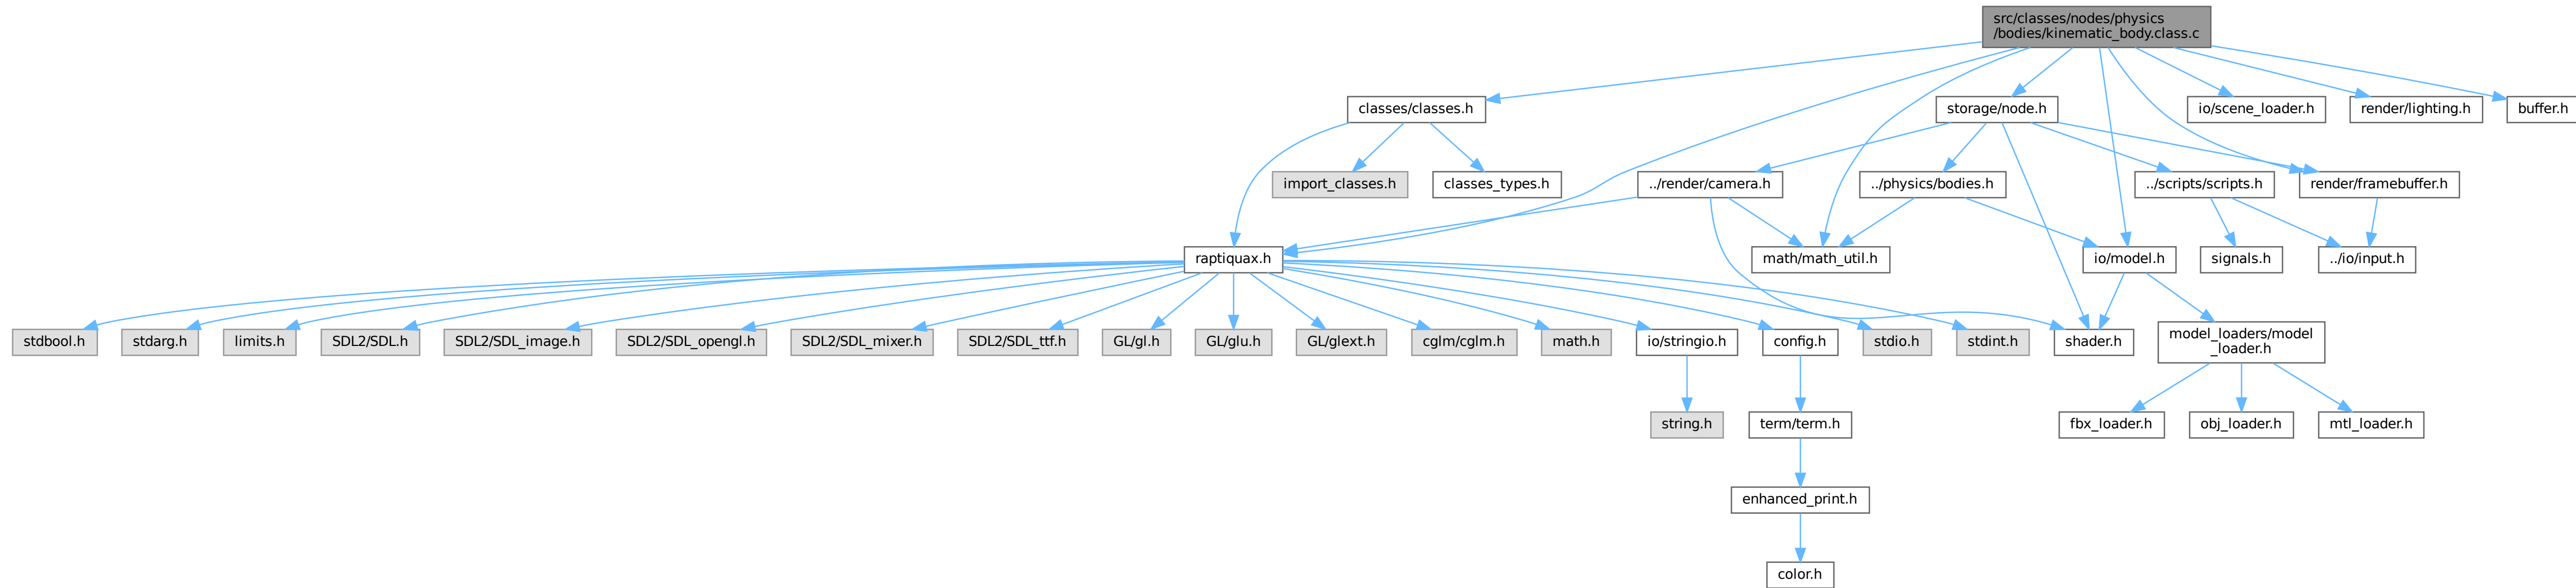 src/classes/nodes/physics
/bodies/kinematic_body.class.c
classes/classes.h
storage/node.h
io/scene_loader.h
render/lighting.h
buffer.h
import_classes.h
classes_types.h
../render/camera.h
../physics/bodies.h
../scripts/scripts.h
render/framebuffer.h
raptiquax.h
math/math_util.h
io/model.h
signals.h
../io/input.h
stdbool.h
stdarg.h
limits.h
SDL2/SDL.h
SDL2/SDL_image.h
SDL2/SDL_opengl.h
SDL2/SDL_mixer.h
SDL2/SDL_ttf.h
GL/gl.h
GL/glu.h
GL/glext.h
cglm/cglm.h
math.h
io/stringio.h
config.h
stdio.h
stdint.h
shader.h
model_loaders/model
_loader.h
string.h
term/term.h
fbx_loader.h
obj_loader.h
mtl_loader.h
enhanced_print.h
color.h